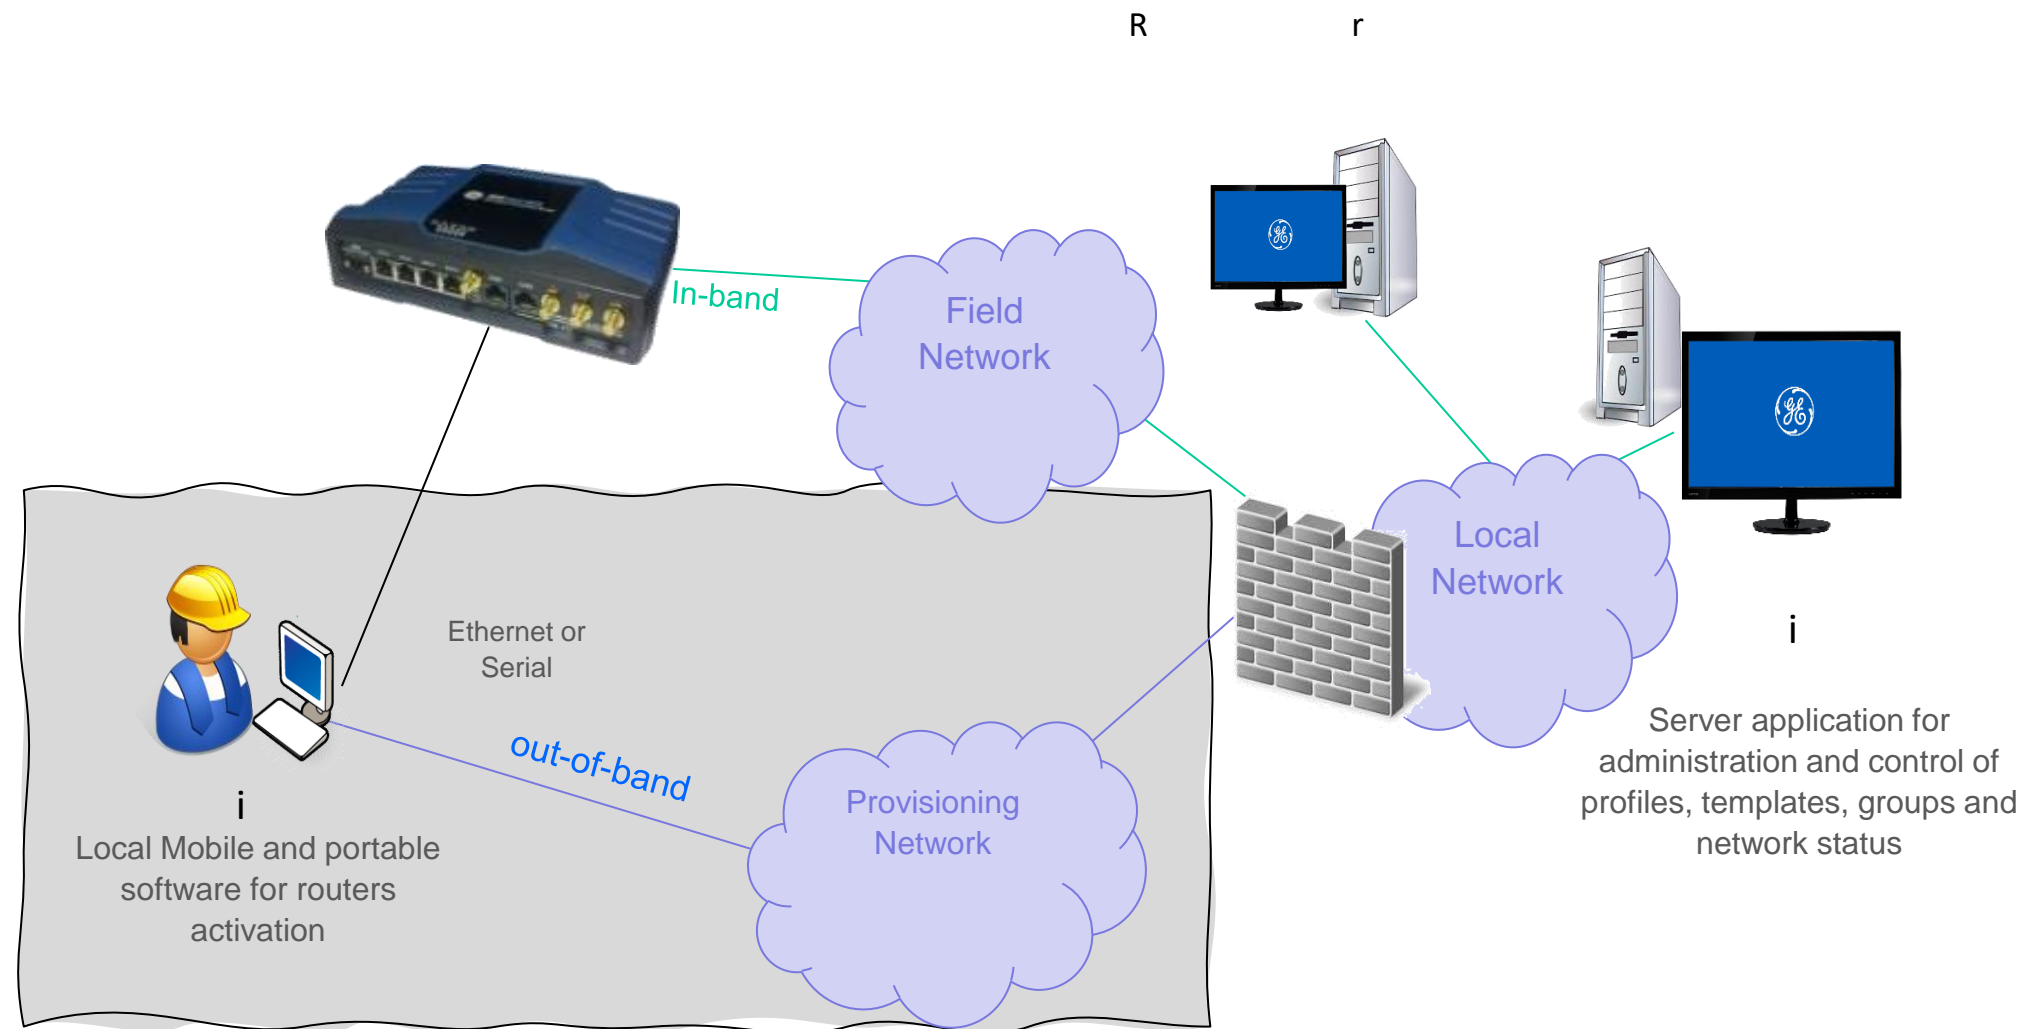 R r
In-band
Field
Network
Local
Network
Ethernet or
Serial
i
Server application for
administration and control of
profiles, templates, groups and
network status
out-of-band
Provisioning
Network
i
Local Mobile and portable
software for routers
activation